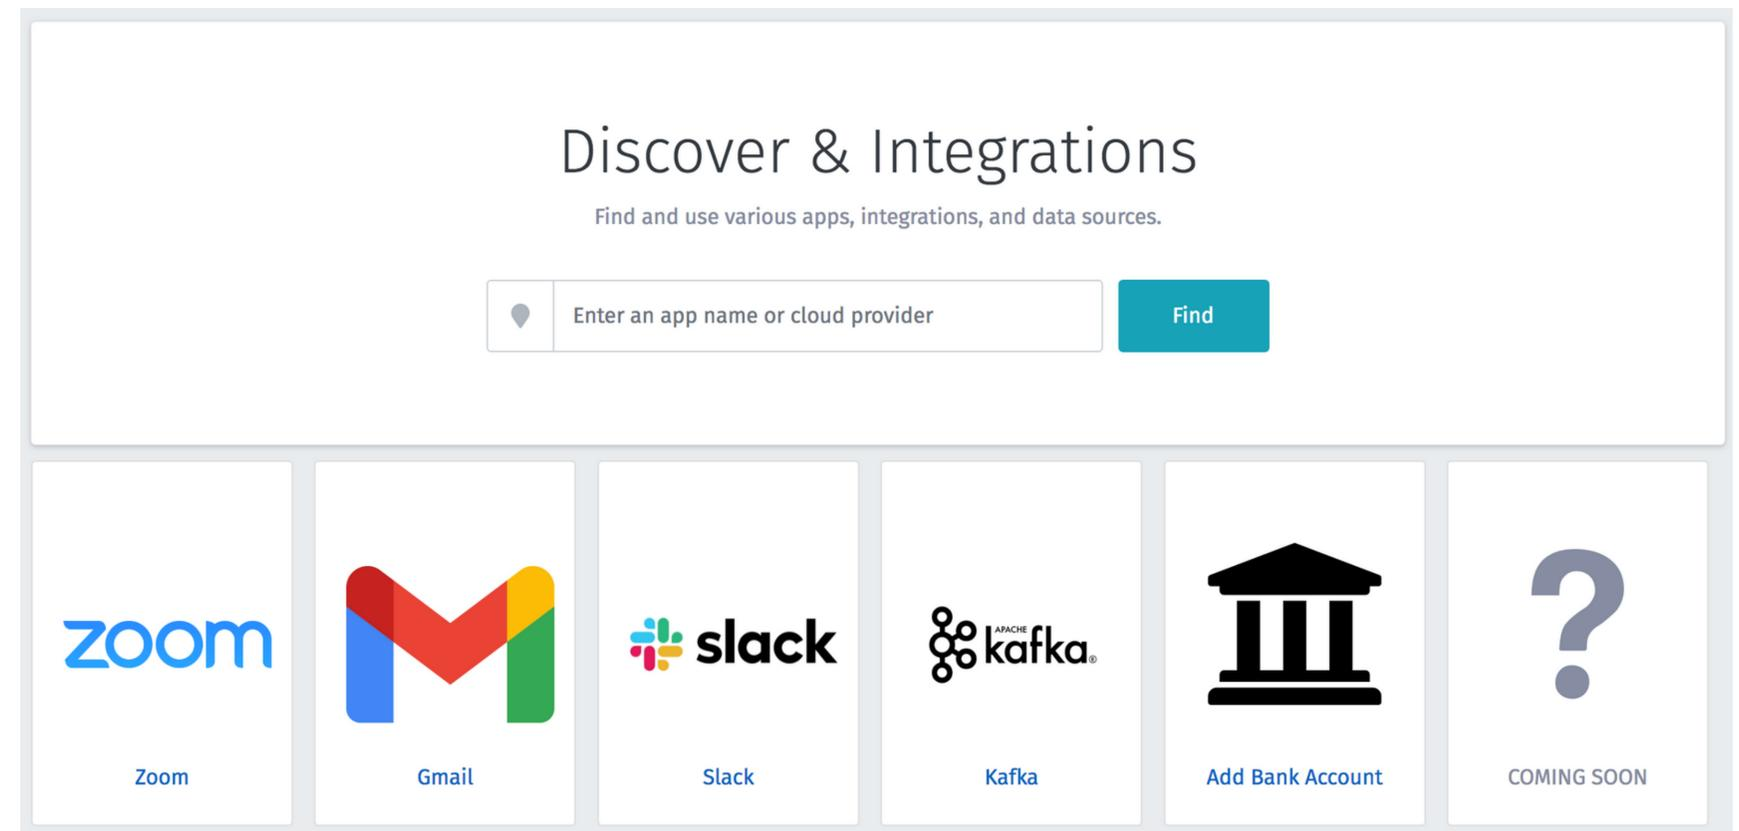 Discover & Integrations
Find and use various apps, integrations, and data sources.
Enter an app name or cloud provider
Find
zoom
slack
APACHE
kafka®
Zoom
Gmail
Slack
Kafka
Add Bank Account
?
COMING SOON